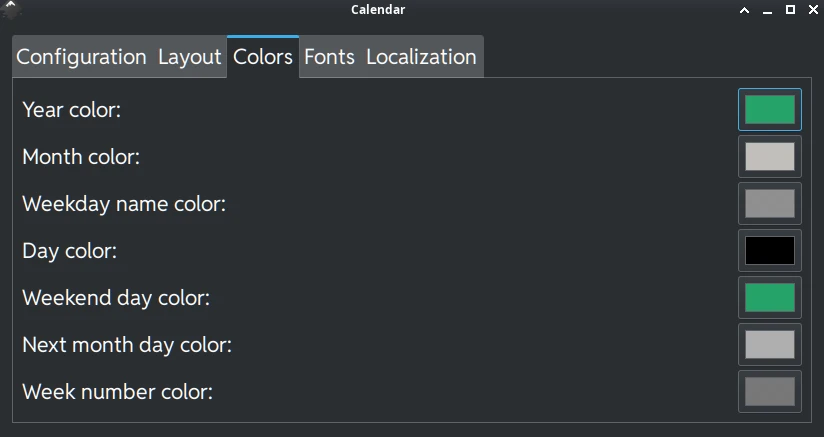 Calendar
Configuration Layout Colors Fonts Localization
Year color:
Month color:
Weekday name color:
Day color:
Weekend day color:
Next month day color:
Week number color: